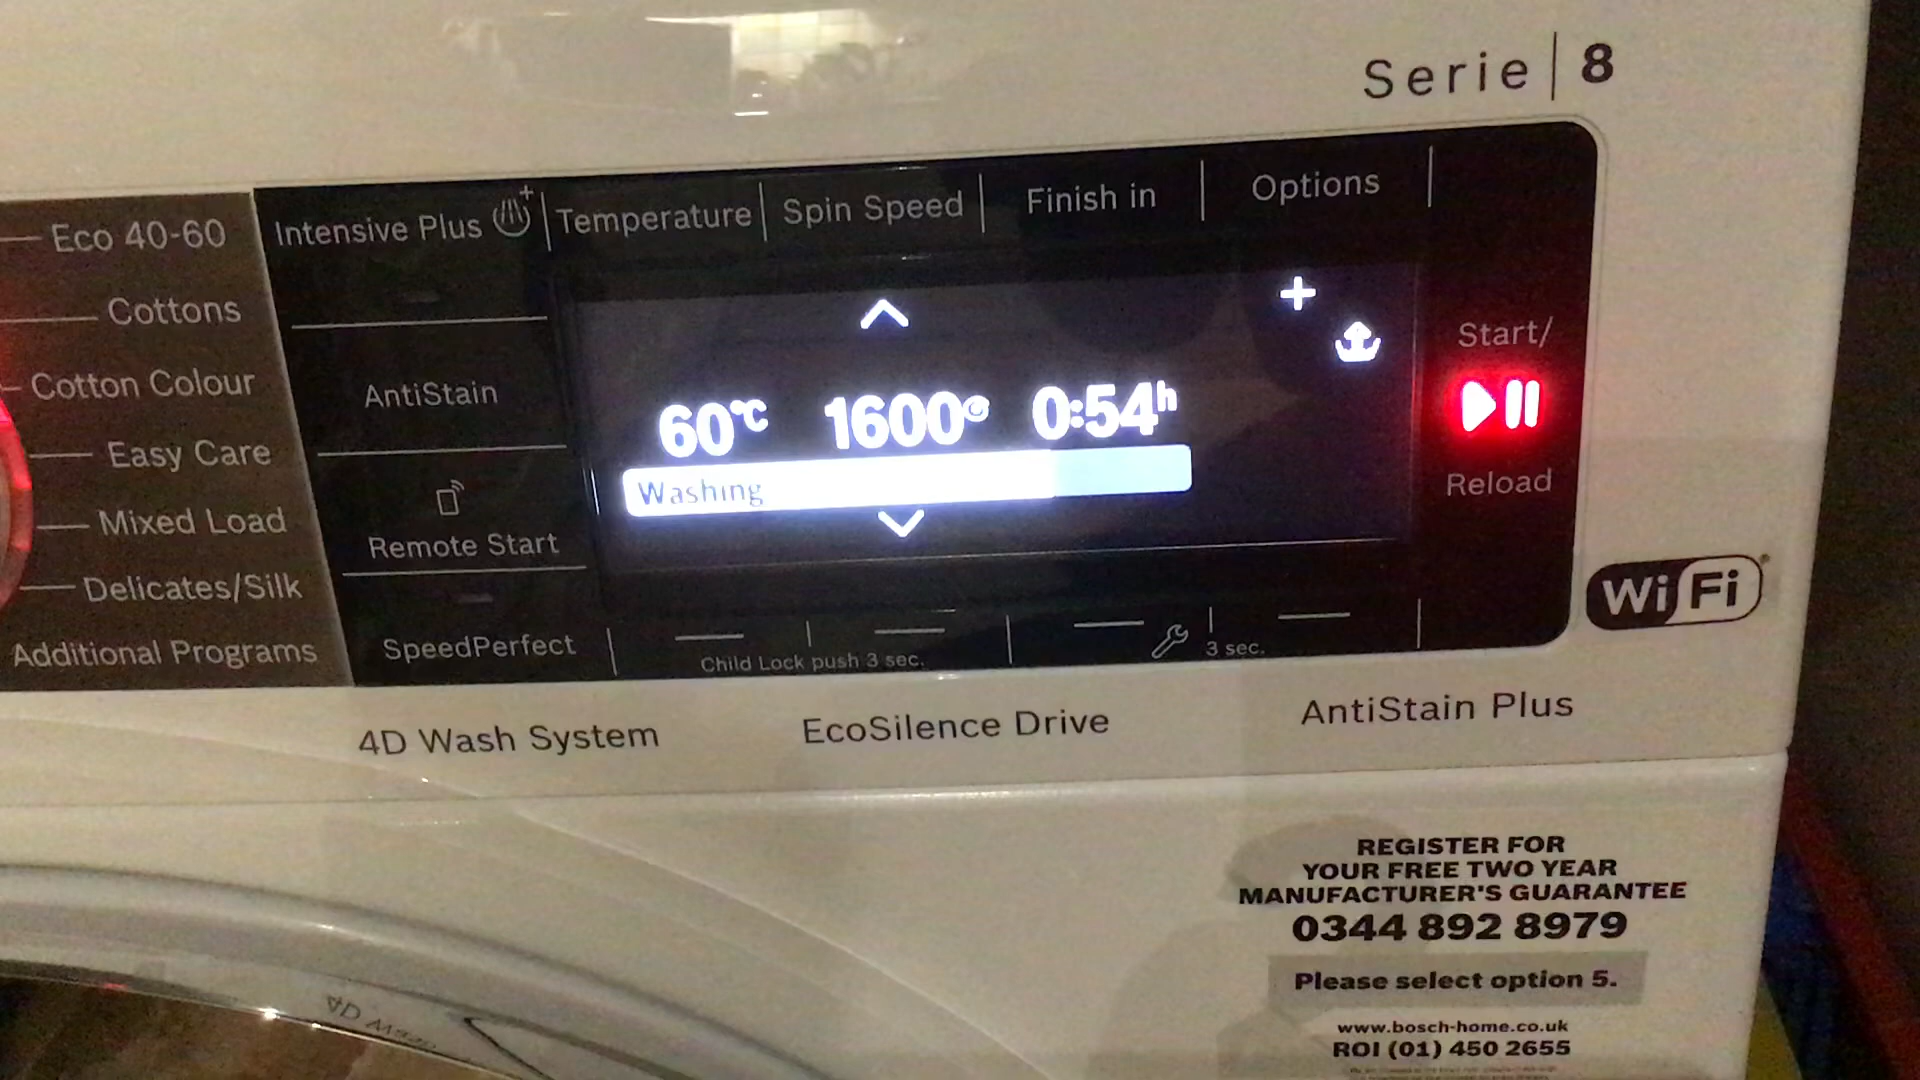 Serie | 8
Intensive Plus
Temperature
Spin Speed
Finish in
Options
Eco 40-60
Cottons
Cotton Colour
Easy Care
Mixed Load
Delicates/Silk
Additional Programs
AntiStain
Remote Start
SpeedPerfect
60°C 1600 0:54h
Washing
Start/
Reload
Child Lock push 3 sec.
3 sec.
WiFi
4D Wash System
EcoSilence Drive
AntiStain Plus
REGISTER FOR
YOUR FREE TWO YEAR
MANUFACTURER'S GUARANTEE
0344 892 8979
Please select option 5.
www.bosch-home.co.uk
ROI (01) 450 2655